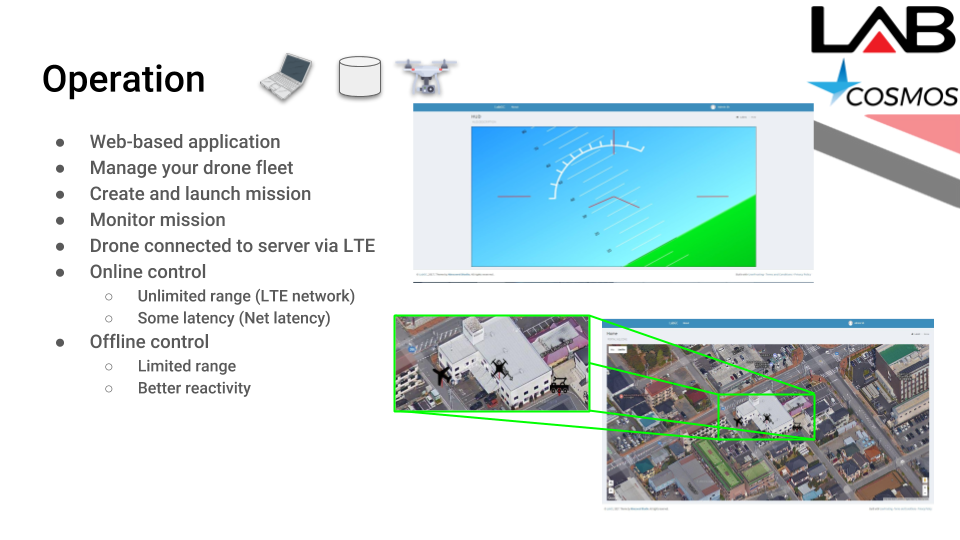 LAB
COSMOS
Operation
● Web-based application
● Manage your drone fleet
● Create and launch mission
● Monitor mission
● Drone connected to server via LTE
● Online control
○ Unlimited range (LTE network)
○ Some latency (Net latency)
● Offline control
○ Limited range
○ Better reactivity
HUD
Home